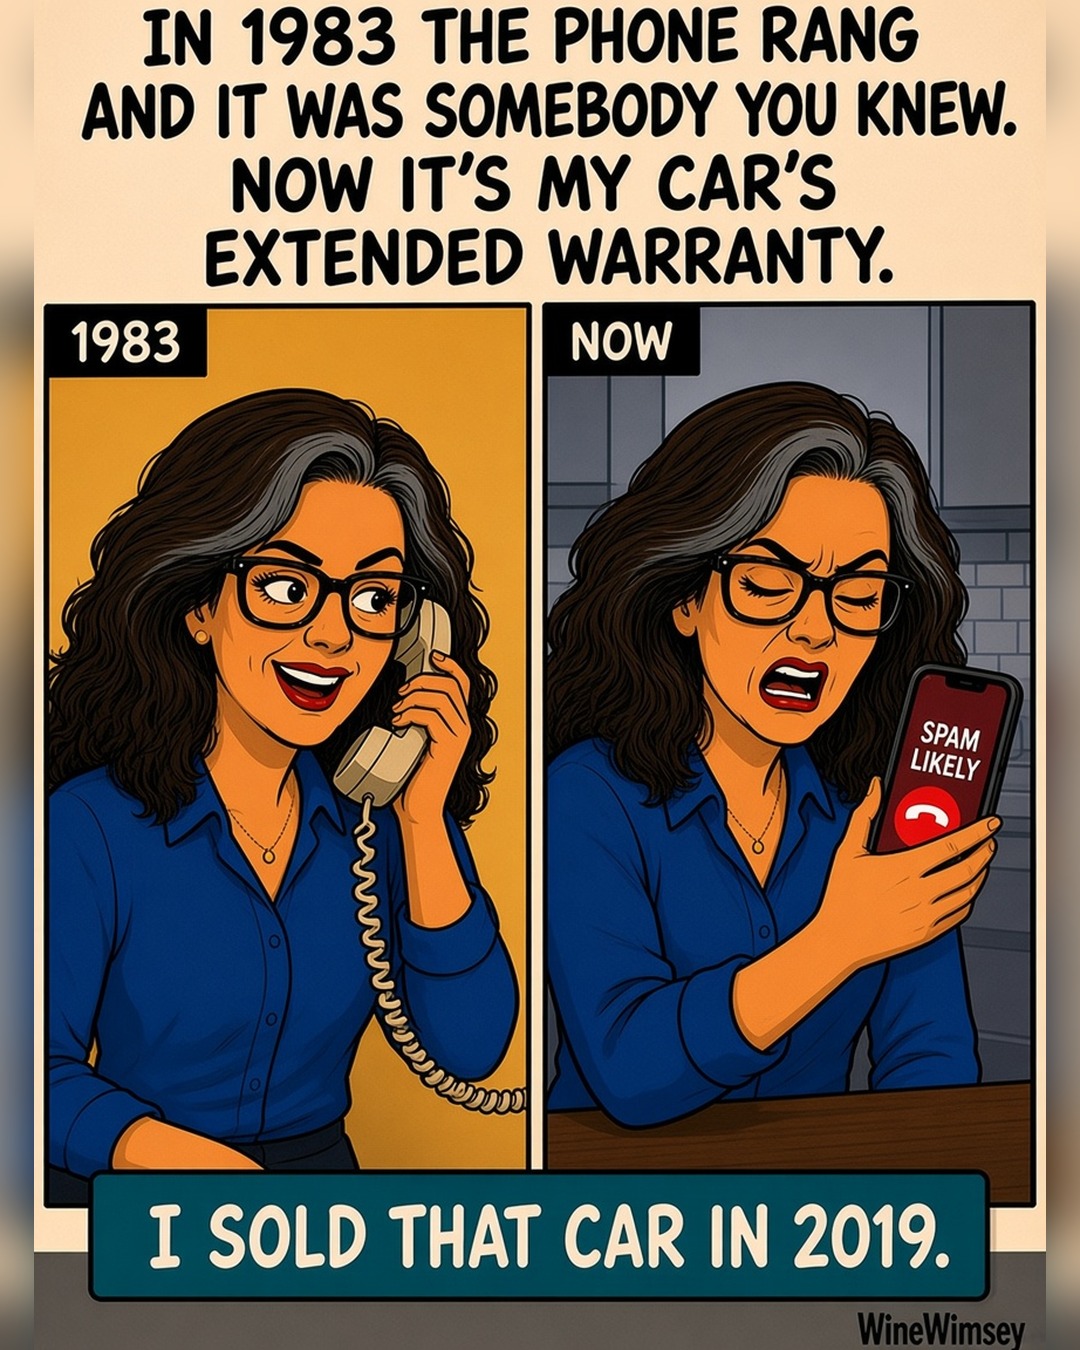 IN 1983 THE PHONE RANG
AND IT WAS SOMEBODY YOU KNEW.
NOW IT'S MY CAR'S
EXTENDED WARRANTY.
1983
NOW
SPAM
LIKELY
I SOLD THAT CAR IN 2019.
WineWimsey